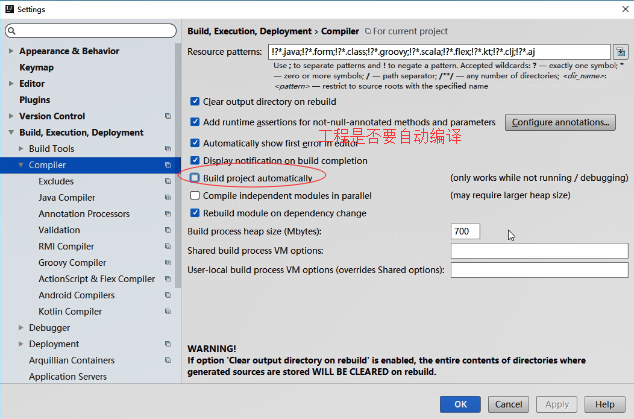 Settings
Appearance & Behavior
Keymap
Editor
Plugins
Version Control
Build, Execution, Deployment
Build Tools
Compiler
Excludes
Java Compiler
Annotation Processors
Validation
RMI Compiler
Groovy Compiler
ActionScript & Flex Compiler
Android Compilers
Kotlin Compiler
Debugger
Deployment
Arquillian Containers
Application Servers
Build, Execution, Deployment › Compiler For current project
Resource patterns: !?*.java;!?*.form;!?*.class;!?*.groovy;!?*.scala;!?*.flex;!?*.kt;!?*.clj;!?*.aj
Use ; to separate patterns and ! to negate a pattern. Accepted wildcards: ? — exactly one symbol; *
— zero or more symbols; / — path separator; /**/ — any number of directories; <dir_name>:
<pattern> — restrict to source roots with the specified name
Clear output directory on rebuild
Add runtime assertions for not-null-annotated methods and parameters Configure annotations...
工程是否要自动编译
Automatically show first error in editor
Display notification on build completion
Build project automatically (only works while not running / debugging)
Compile independent modules in parallel (may require larger heap size)
Rebuild module on dependency change
Build process heap size (Mbytes): 700
Shared build process VM options:
User-local build process VM options (overrides Shared options):
WARNING!
If option 'Clear output directory on rebuild' is enabled, the entire contents of directories where
generated sources are stored WILL BE CLEARED on rebuild.
OK Cancel Apply Help